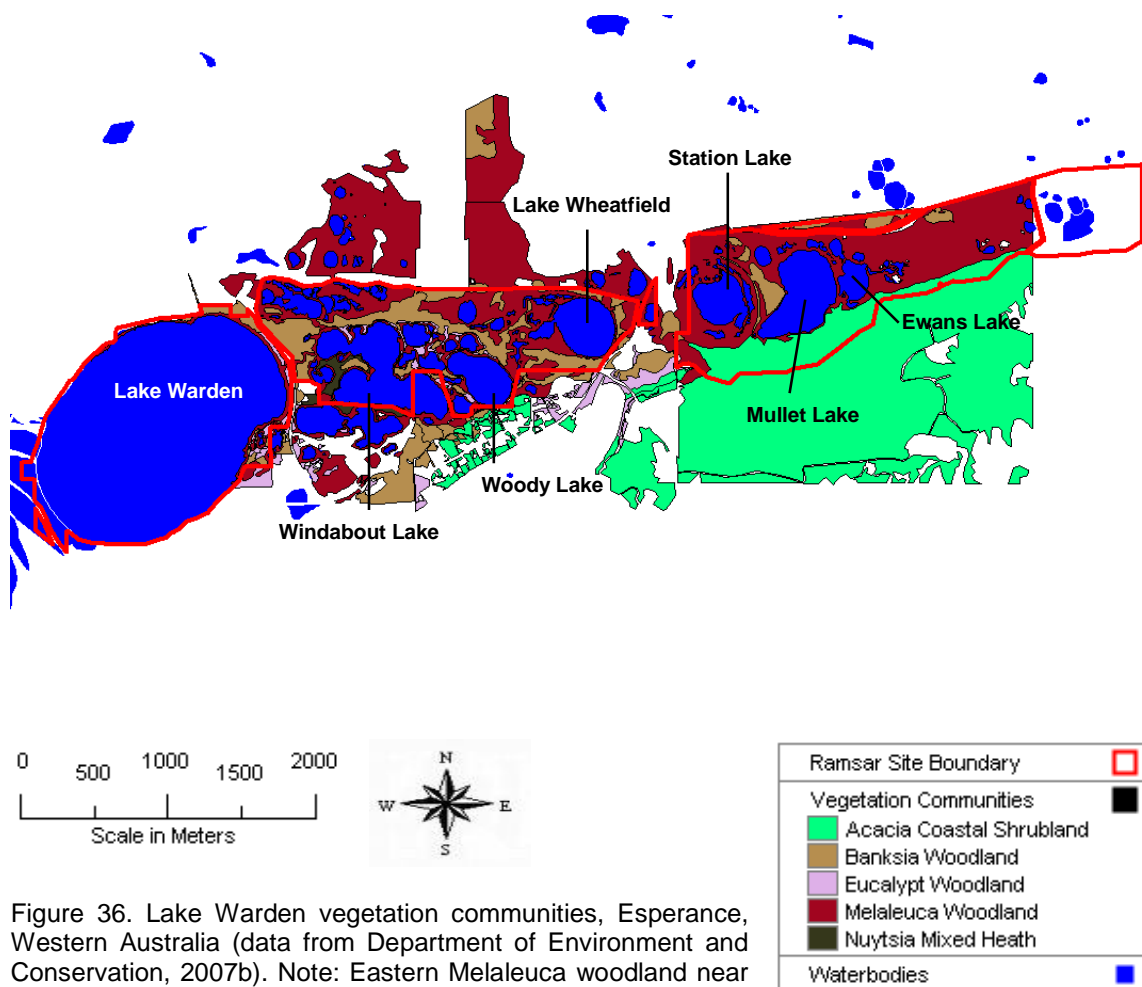 Station Lake
Lake Wheatfield
Ewans Lake
Lake Warden
Mullet Lake
Woody Lake
Windabout Lake
0 500 1000 1500 2000
Scale in Meters
N
W E
S
Ramsar Site Boundary
Vegetation Communities
Acacia Coastal Shrubland
Banksia Woodland
Eucalypt Woodland
Melaleuca Woodland
Nuytsia Mixed Heath
Waterbodies
Figure 36. Lake Warden vegetation communities, Esperance,
Western Australia (data from Department of Environment and
Conservation, 2007b). Note: Eastern Melaleuca woodland near